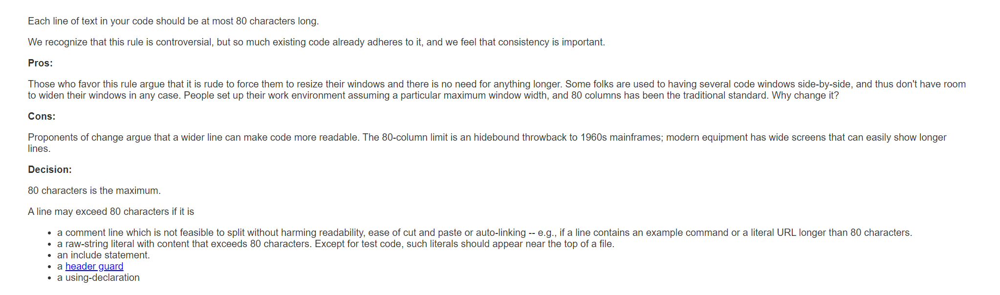 Each line of text in your code should be at most 80 characters long.
We recognize that this rule is controversial, but so much existing code already adheres to it, and we feel that consistency is important.
Pros:
Those who favor this rule argue that it is rude to force them to resize their windows and there is no need for anything longer. Some folks are used to having several code windows side-by-side, and thus don't have room
to widen their windows in any case. People set up their work environment assuming a particular maximum window width, and 80 columns has been the traditional standard. Why change it?
Cons:
Proponents of change argue that a wider line can make code more readable. The 80-column limit is an hidebound throwback to 1960s mainframes; modern equipment has wide screens that can easily show longer
lines.
Decision:
80 characters is the maximum.
A line may exceed 80 characters if it is
• a comment line which is not feasible to split without harming readability, ease of cut and paste or auto-linking -- e.g., if a line contains an example command or a literal URL longer than 80 characters.
• a raw-string literal with content that exceeds 80 characters. Except for test code, such literals should appear near the top of a file.
• an include statement.
• a header guard
• a using-declaration